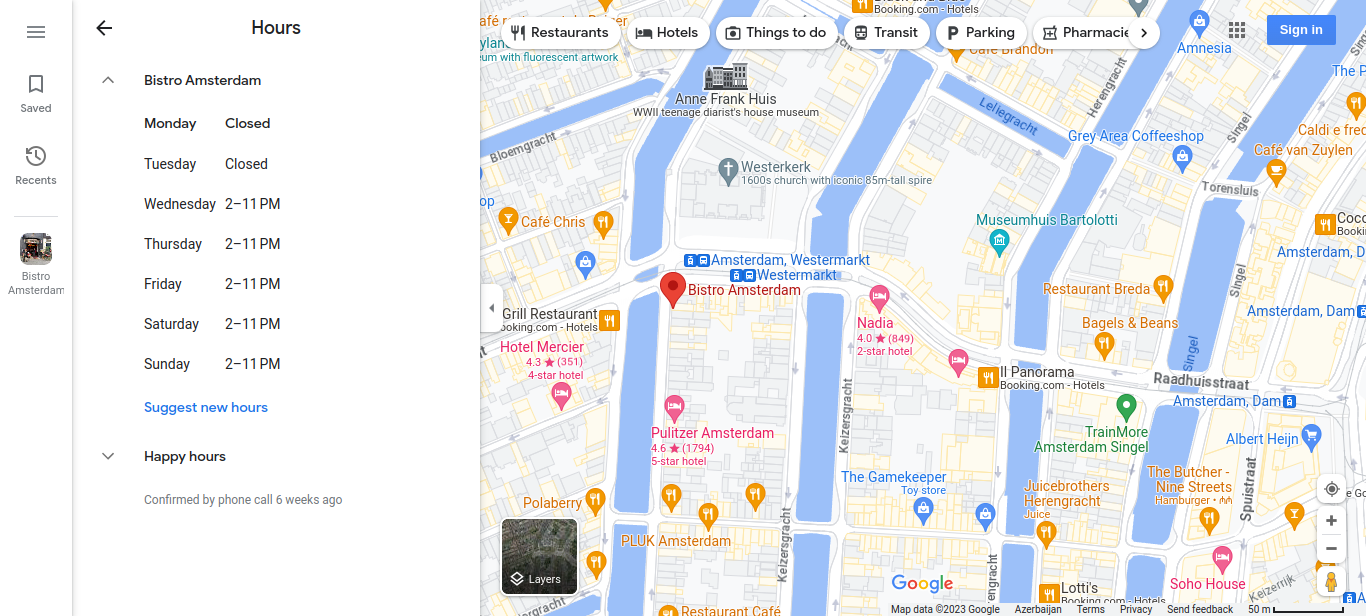 Saved
Recents
Bistro
Amsterdam
Hours
Bistro Amsterdam
Monday Closed
Tuesday Closed
Wednesday 2–11 PM
Thursday 2–11 PM
Friday 2–11 PM
Saturday 2–11 PM
Sunday 2–11 PM
Suggest new hours
Happy hours
Confirmed by phone call 6 weeks ago
Restaurants
Hotels
Things to do
Transit
Parking
Pharmacie
Sign in
Booking.com - Hotels
Café Brandon
Amnesia
The P
eum with fluorescent artwork
Anne Frank Huis
WWII teenage diarist's house museum
Leliegracht
Herengracht
Singel
Bloemgracht
Grey Area Coffeeshop
Caldi e fred
Café van Zuylen
Westerkerk
1600s church with iconic 85m-tall spire
Torensluis
op
Café Chris
Museumhuis Bartolotti
Coco
Booki
Amsterdam, Westermarkt
Westermarkt
Amsterdam, D
Bistro Amsterdam
Singel
Restaurant Breda
Grill Restaurant
ooking.com - Hotels
Nadia
4.0 ★ (849)
2-star hotel
Bagels & Beans
Amsterdam, Dam
Hotel Mercier
4.3 ★ (351)
4-star hotel
Singel
Il Panorama
Booking.com - Hotels
Raadhuisstraat
Amsterdam, Dam
Keizersgracht
Pulitzer Amsterdam
4.6 ★ (1794)
5-star hotel
TrainMore
Amsterdam Singel
Albert Heijn
The Gamekeeper
Toy store
Juicebrothers
Herengracht
Juice
The Butcher -
Nine Streets
Hamburger •
Spuistraat
Polaberry
PLUK Amsterdam
Keizersgracht
engracht
Layers
Google
Soho House
Keizerrijk
Lotti's
Booking.com - Hotels
Restaurant Café
Map data ©2023 Google Azerbaijan Terms Privacy Send feedback 50 m